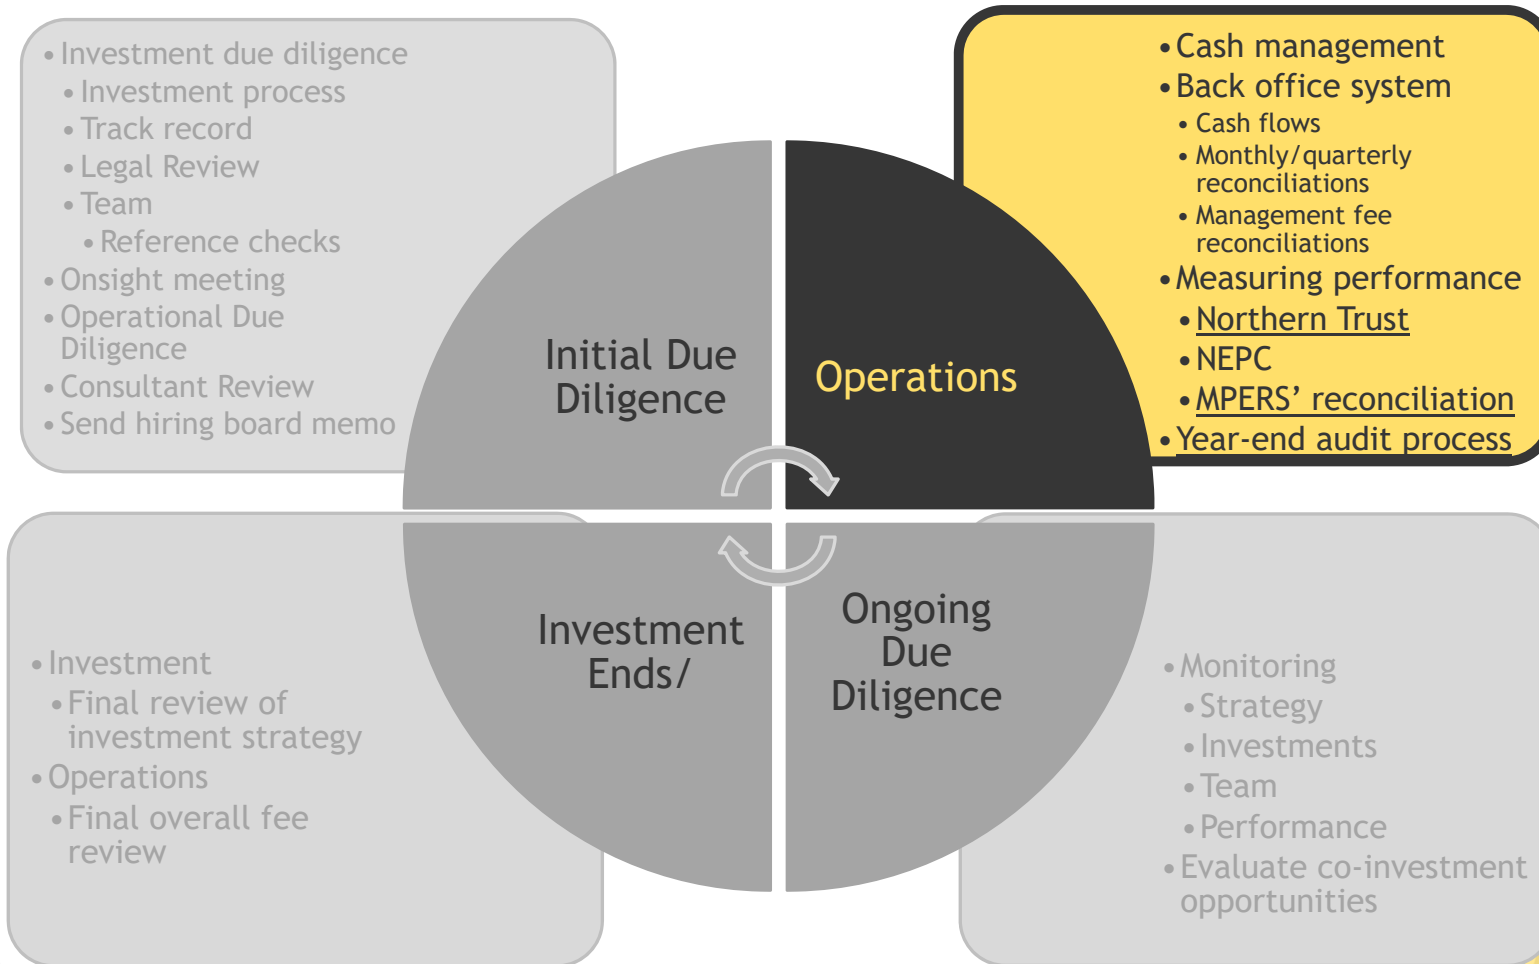 • Investment due diligence
• Investment process
• Track record
• Legal Review
• Team
• Reference checks
• Onsight meeting
• Operational Due
Diligence
• Consultant Review
• Send hiring board memo
Initial Due
Diligence
Operations
• Cash management
• Back office system
• Cash flows
• Monthly/quarterly
reconciliations
• Management fee
reconciliations
• Measuring performance
• Northern Trust
• NEPC
• MPERS’ reconciliation
• Year-end audit process
• Investment
• Final review of
investment strategy
• Operations
• Final overall fee
review
Investment
Ends/
Ongoing
Due
Diligence
• Monitoring
• Strategy
• Investments
• Team
• Performance
• Evaluate co-investment
opportunities